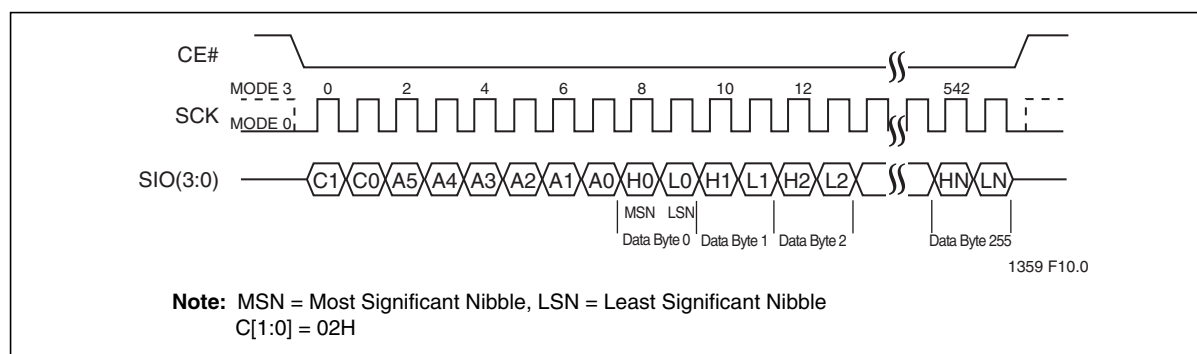 CE#
MODE 3 0 2 4 6 8 10 12 542
SCK
MODE 0
SIO(3:0) C1 C0 A5 A4 A3 A2 A1 A0 H0 L0 H1 L1 H2 L2 HN LN
MSN LSN
Data Byte 0 Data Byte 1 Data Byte 2 Data Byte 255
1359 F10.0
Note: MSN = Most Significant Nibble, LSN = Least Significant Nibble
C[1:0] = 02H